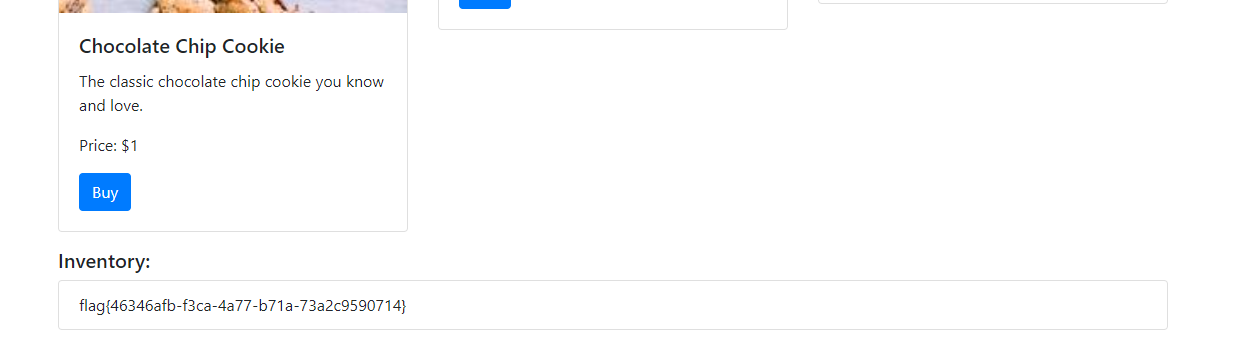 Chocolate Chip Cookie
The classic chocolate chip cookie you know
and love.
Price: $1
Buy
Inventory:
flag{46346afb-f3ca-4a77-b71a-73a2c9590714}